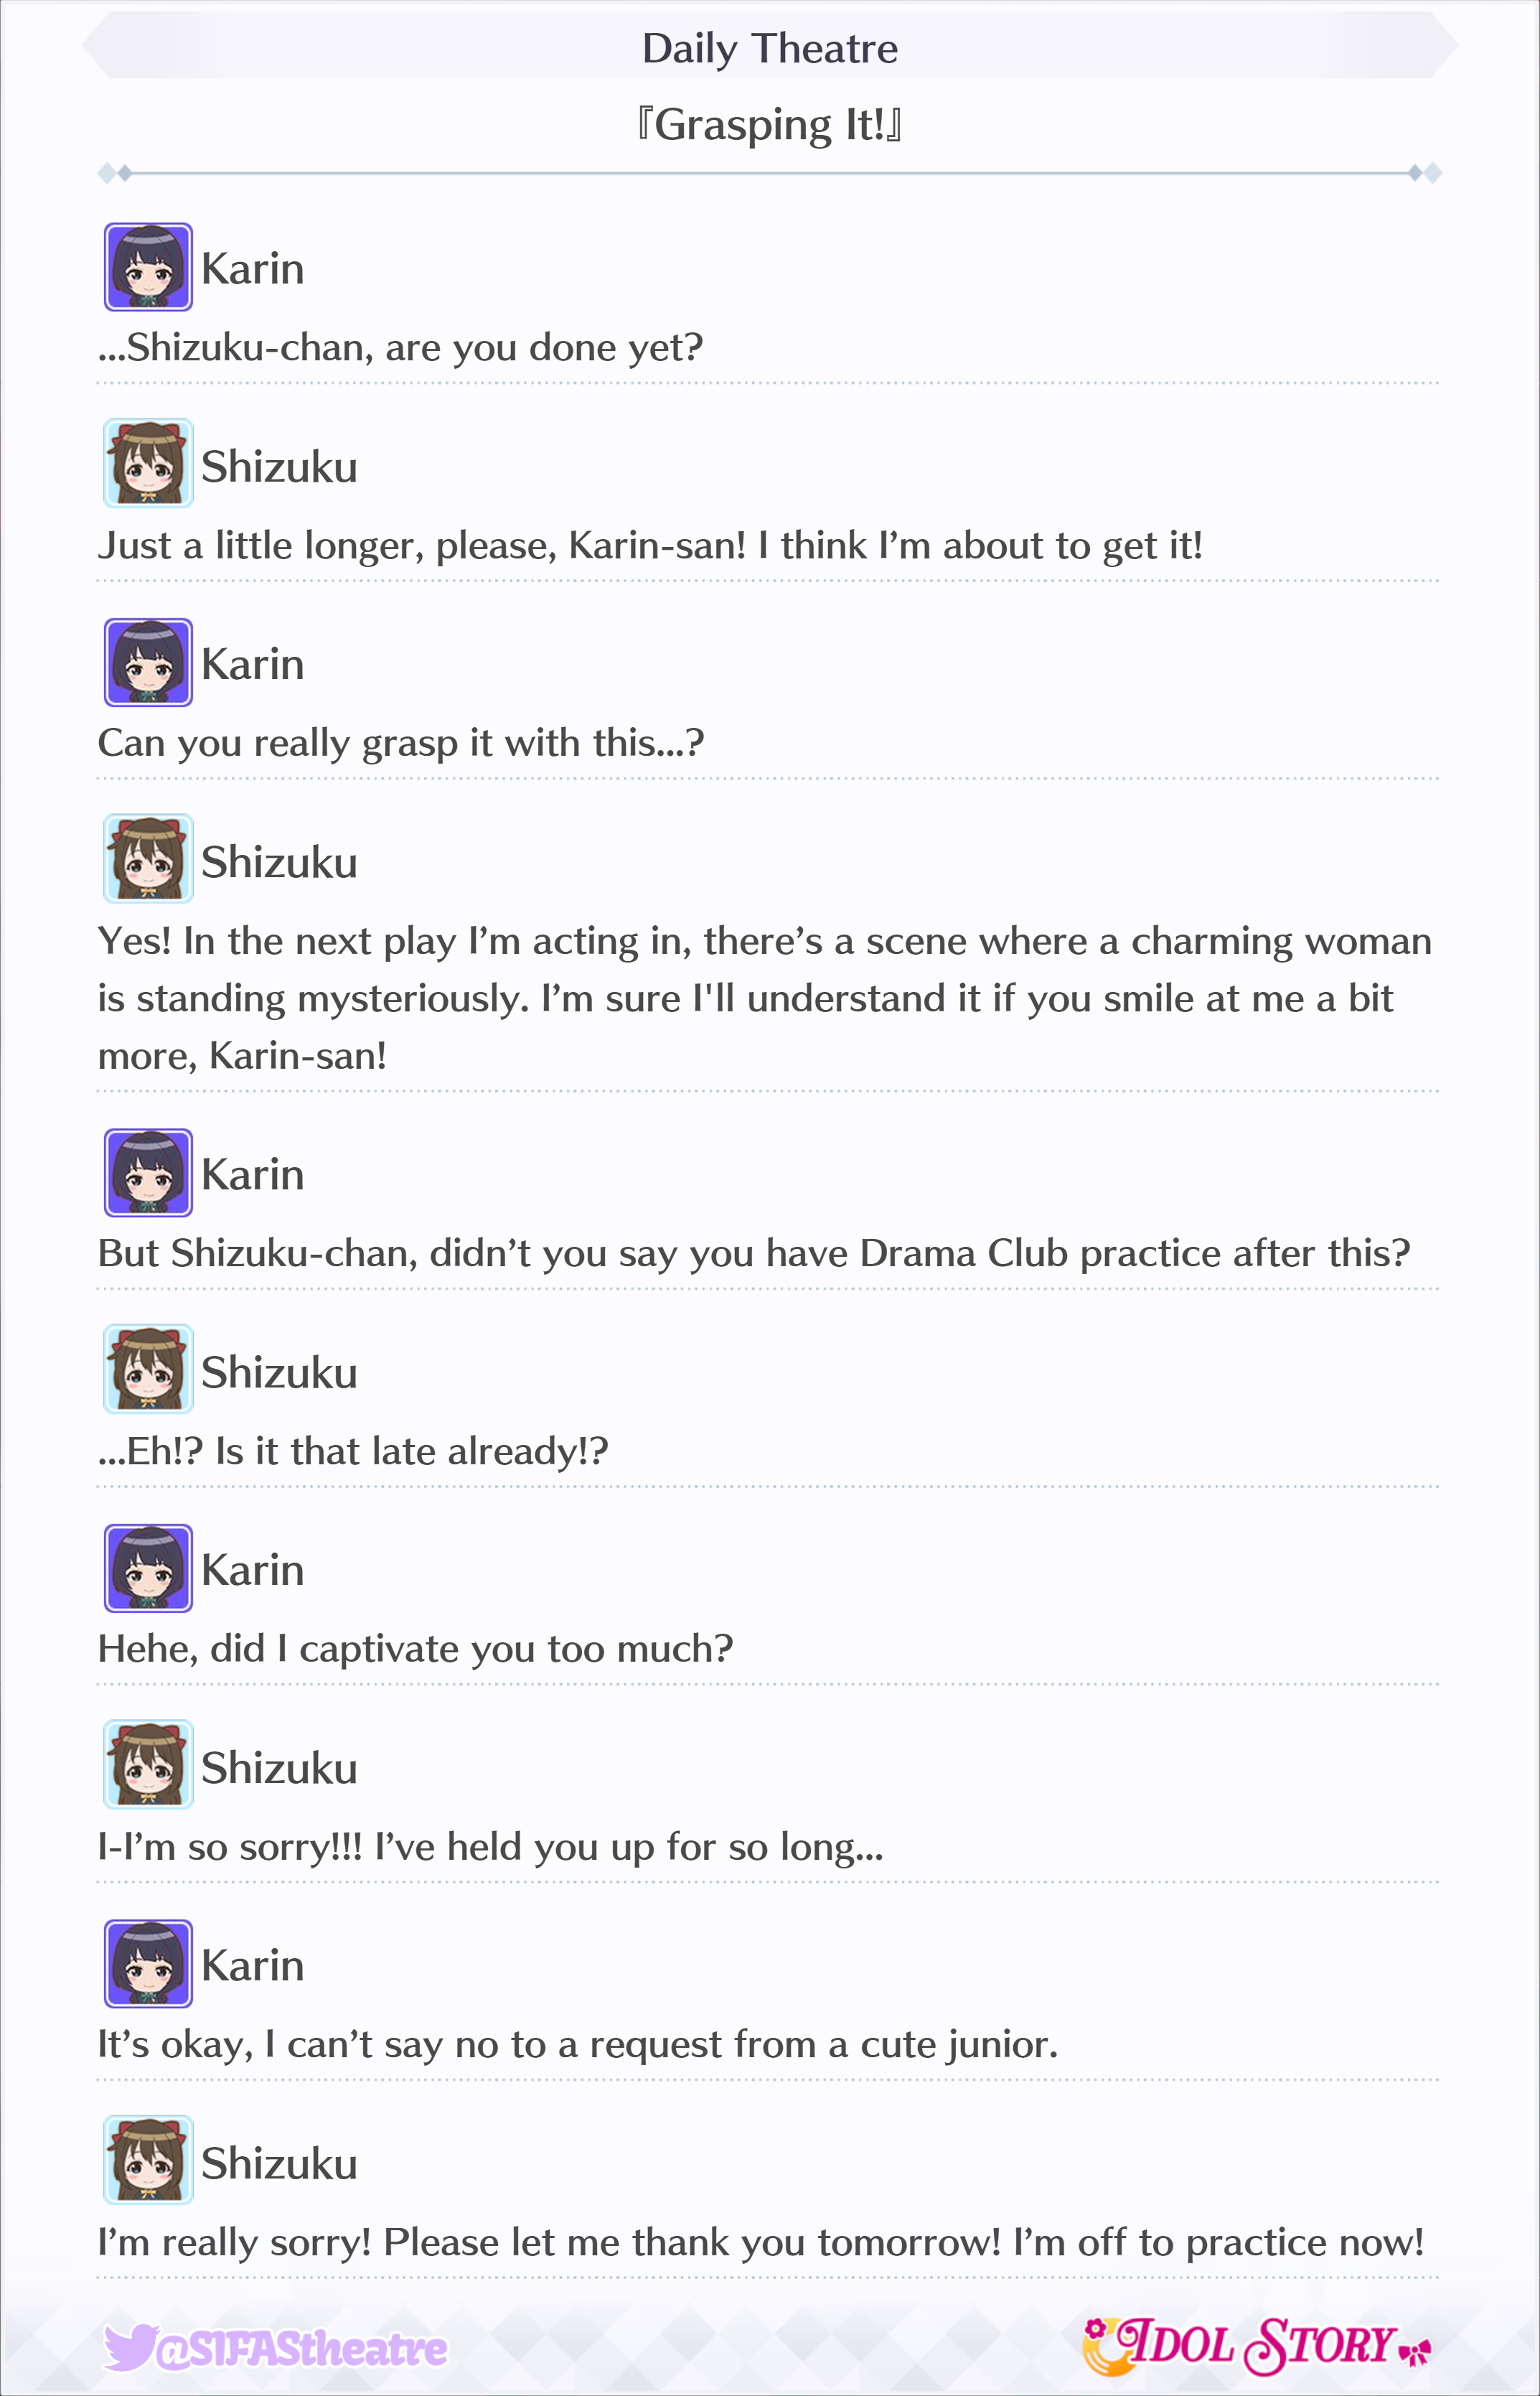 Daily Theatre
『Grasping It!』
Karin
...Shizuku-chan, are you done yet?
Shizuku
Just a little longer, please, Karin-san! I think I’m about to get it!
Karin
Can you really grasp it with this...?
Shizuku
Yes! In the next play I’m acting in, there’s a scene where a charming woman
is standing mysteriously. I’m sure I'll understand it if you smile at me a bit
more, Karin-san!
Karin
But Shizuku-chan, didn’t you say you have Drama Club practice after this?
Shizuku
...Eh!? Is it that late already!?
Karin
Hehe, did I captivate you too much?
Shizuku
I-I’m so sorry!!! I’ve held you up for so long...
Karin
It’s okay, I can’t say no to a request from a cute junior.
Shizuku
I’m really sorry! Please let me thank you tomorrow! I’m off to practice now!
@SIFAStheatre
IDOL STORY